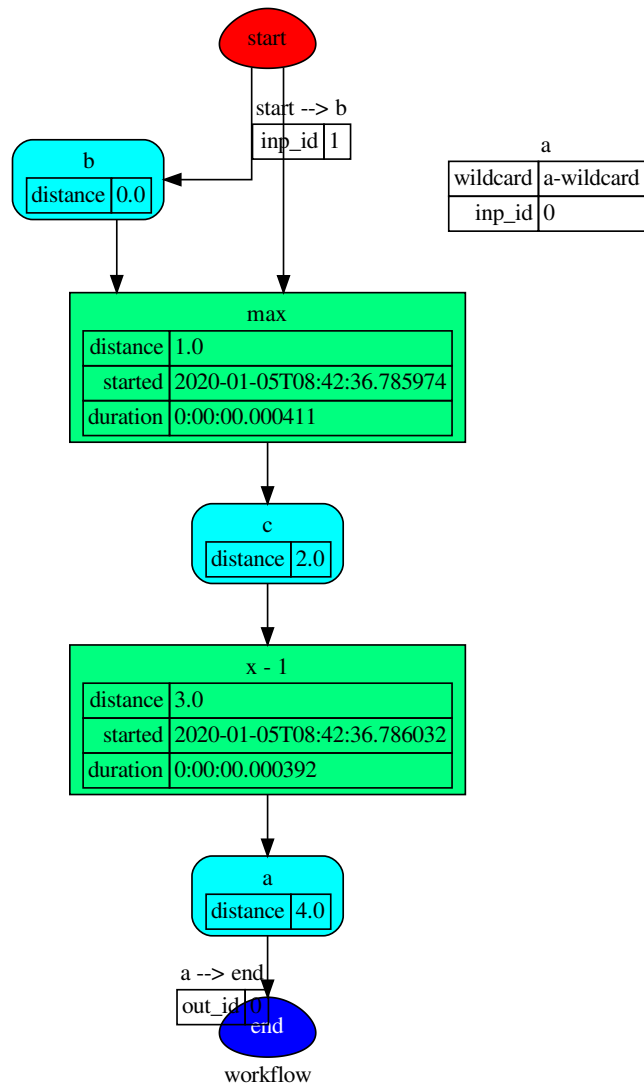 start
start --> b
inp_id 1
a
wildcard a-wildcard
inp_id 0
b
distance 0.0
max
distance 1.0
started 2020-01-05T08:42:36.785974
duration 0:00:00.000411
c
distance 2.0
x - 1
distance 3.0
started 2020-01-05T08:42:36.786032
duration 0:00:00.000392
a
distance 4.0
a --> end
out_id 0
end
workflow